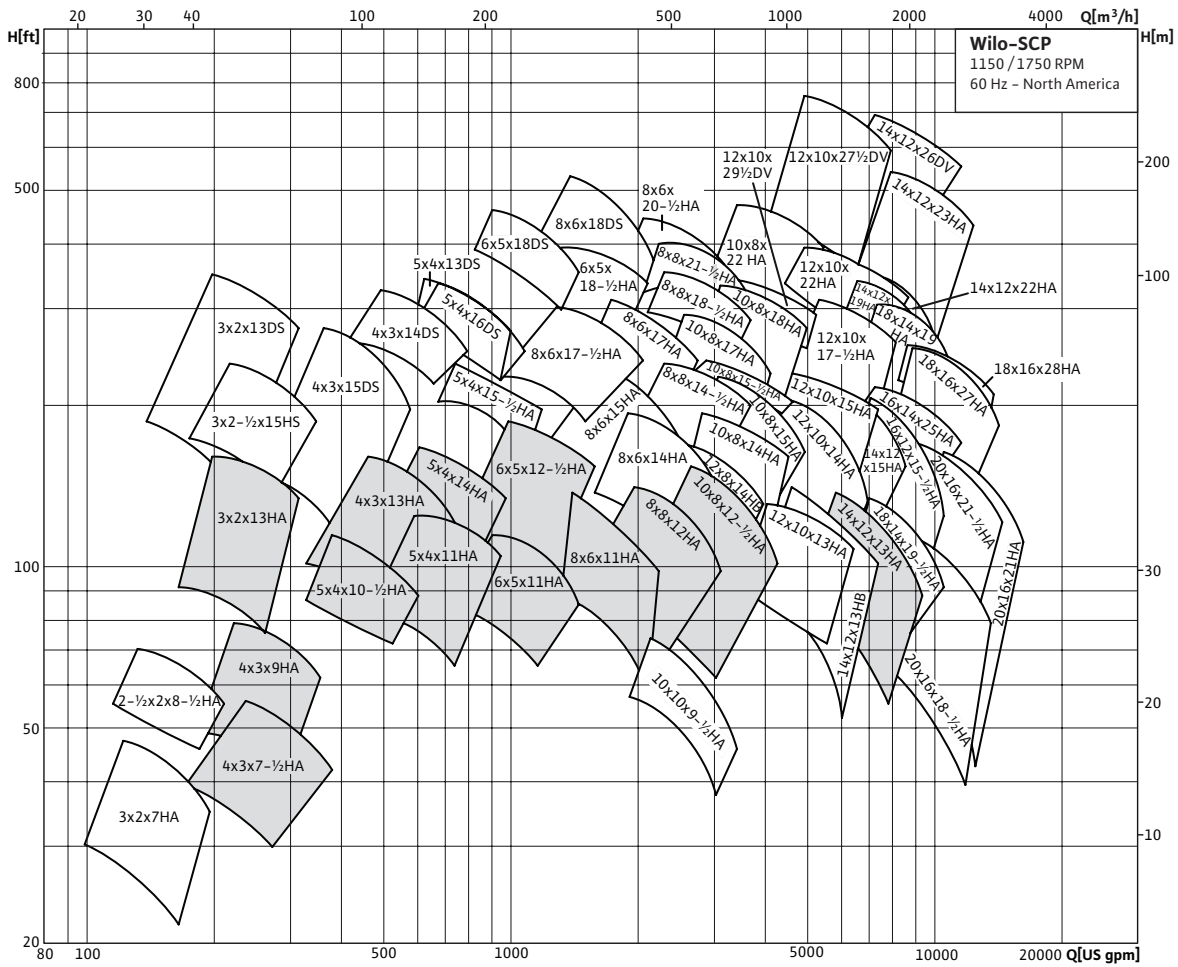 20 30 40 100 200 500 1000 2000 4000 Q[m³/h]
H[ft]
H[m]
Wilo-SCP
1150 / 1750 RPM
60 Hz - North America
800
14x12x26DV
12x10x
29½DV
12x10x27½DV
200
500
8x6x
20-½HA
14x12x23HA
8x6x18DS
6x5x18DS
10x8x
22 HA
8x8x21-½HA
5x4x13DS
6x5x
18-½HA
12x10x
22HA
100
14x12x22HA
14x12x
19HA
8x8x18-½HA
10x8x18HA
5x4x16DS
18x14x19
HA
3x2x13DS
4x3x14DS
8x6x17HA
10x8x17HA
12x10x
17-½HA
8x6x17-½HA
18x16x28HA
18x16x27HA
4x3x15DS
5x4x15-½HA
8x8x14-½HA
10x8x15-½HA
12x10x15HA
3x2-½x15HS
8x6x15HA
10x8x15HA
12x10x14HA
16x14x25HA
16x12x15-½HA
10x8x14HA
14x12
x15HA
8x6x14HA
12x8x14HB
20x16x21-½HA
6x5x12-½HA
5x4x14HA
4x3x13HA
3x2x13HA
10x8x12-½HA
8x8x12HA
12x10x13HA
14x12x13HA
18x14x19-½HA
5x4x11HA
8x6x11HA
100
30
5x4x10-½HA
6x5x11HA
20x16x21HA
14x12x13HB
4x3x9HA
2-½x2x8-½HA
10x10x9-½HA
20x16x18-½HA
20
50
4x3x7-½HA
3x2x7HA
10
20
80 100 500 1000 5000 10000 20000 Q[US gpm]